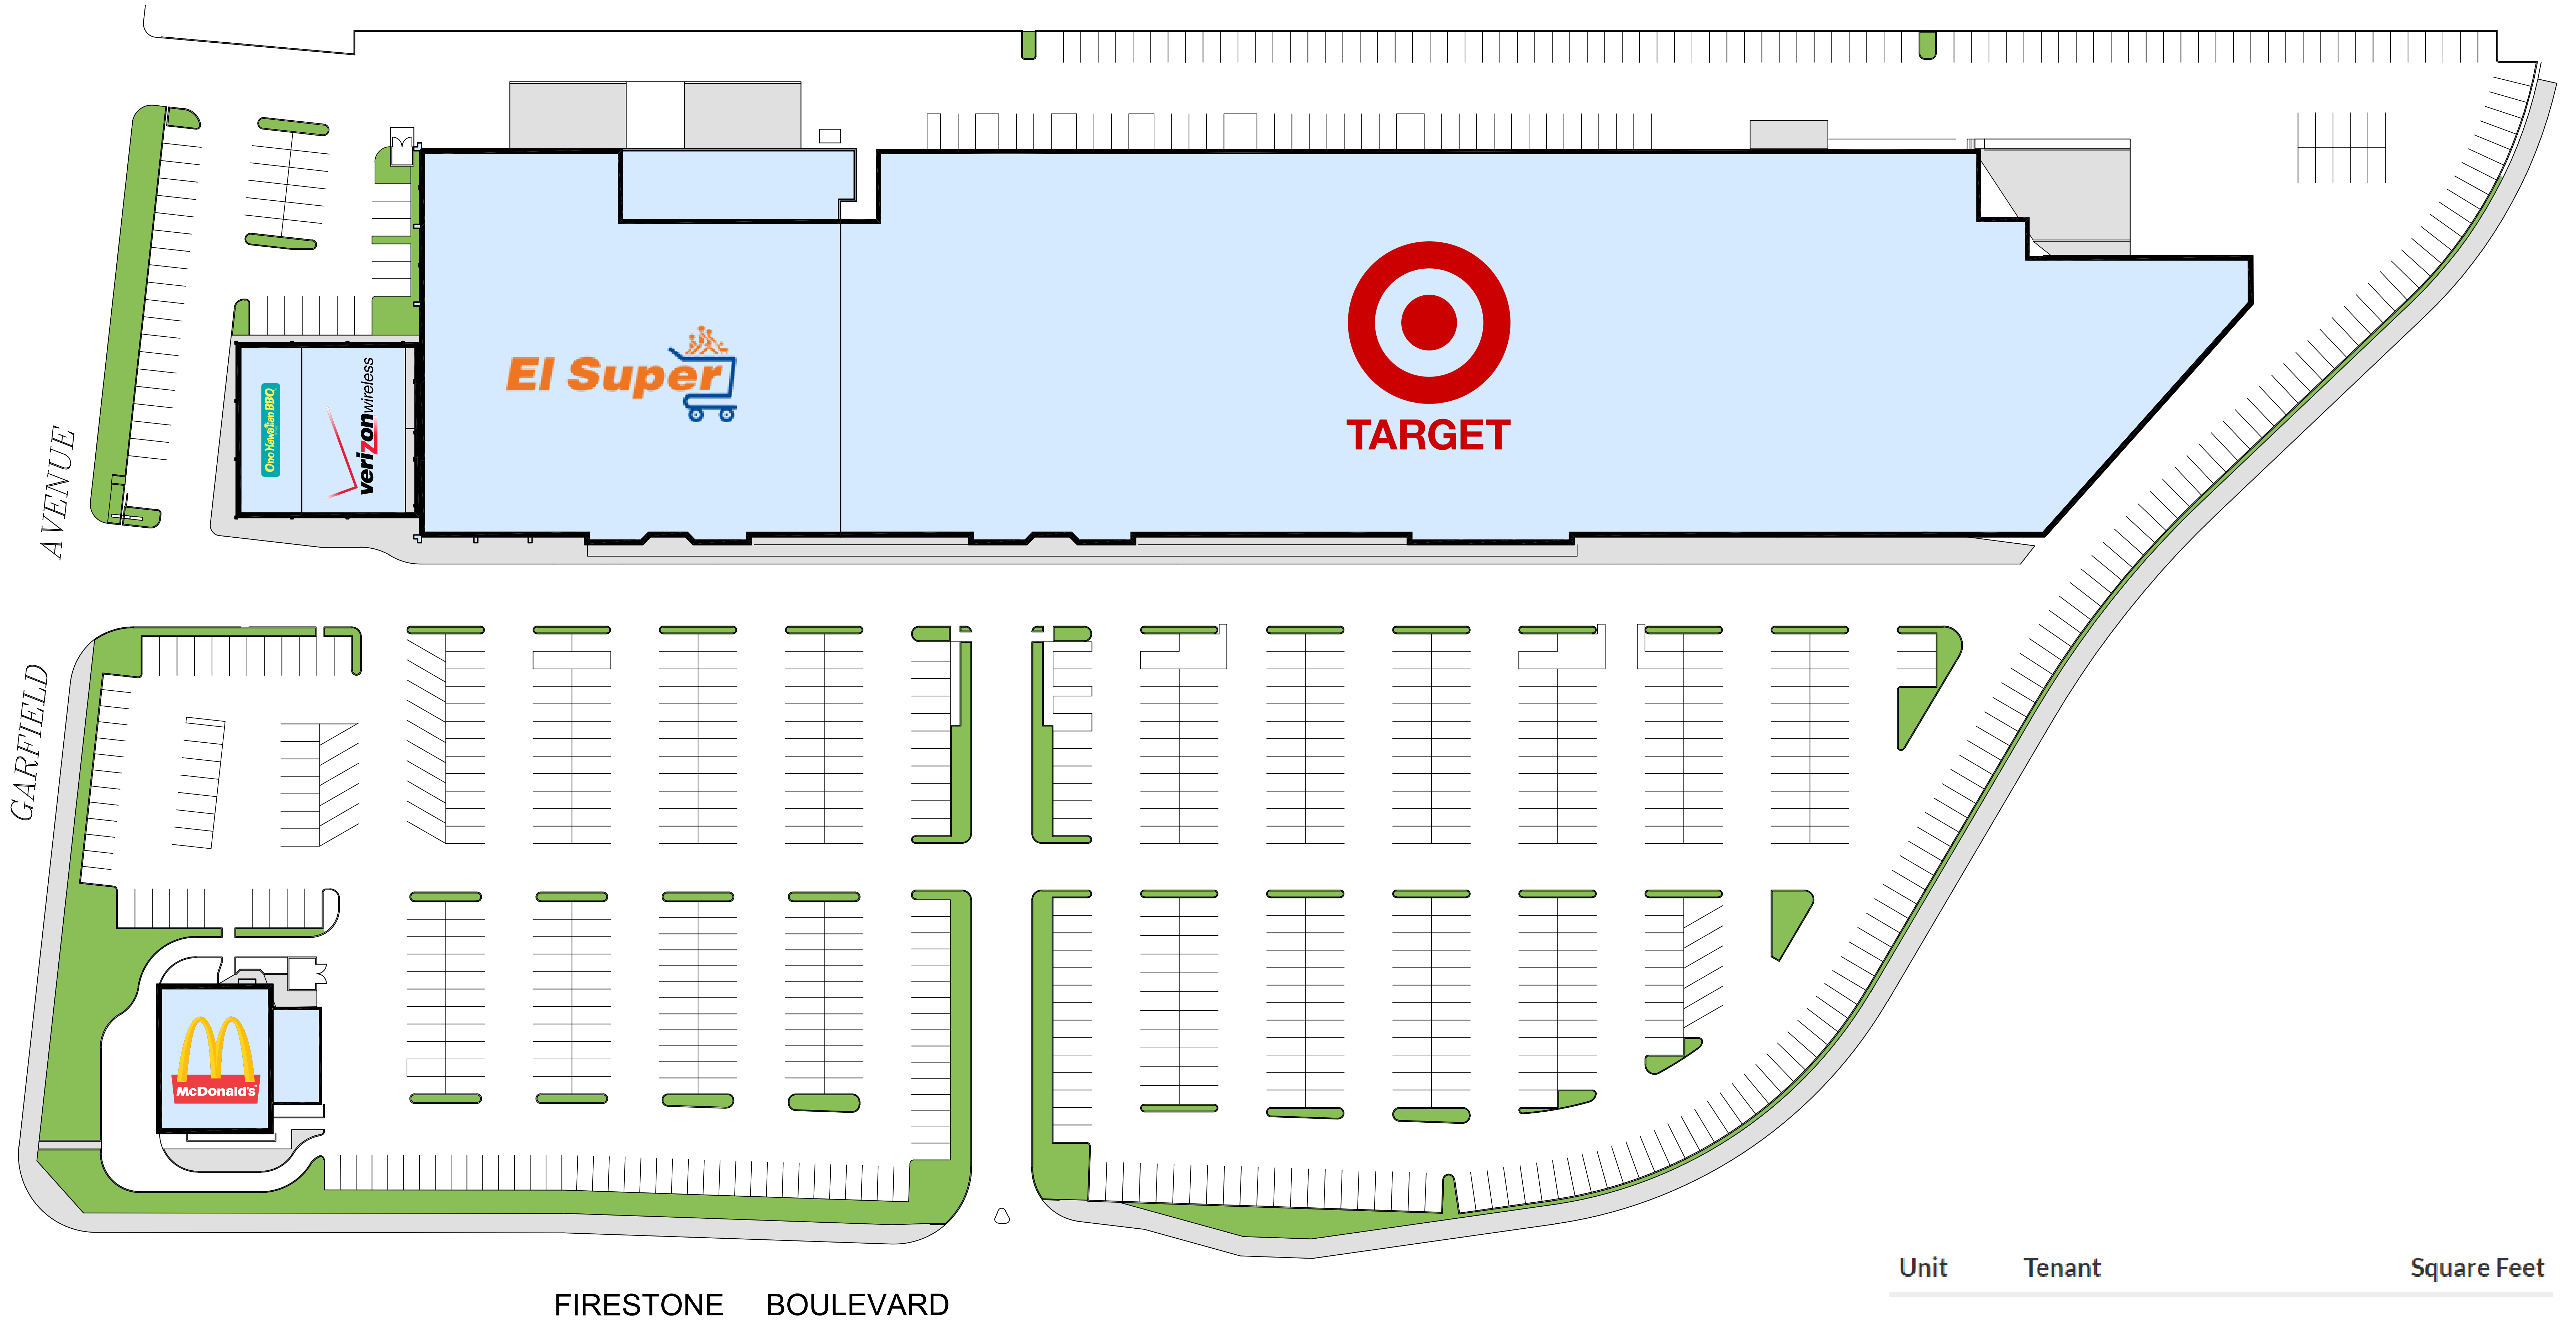 El Super
TARGET
Ono Hawaiian BBQ
verizonwireless
AVENUE
GARFIELD
McDonald's
Unit Tenant Square Feet
FIRESTONE BOULEVARD